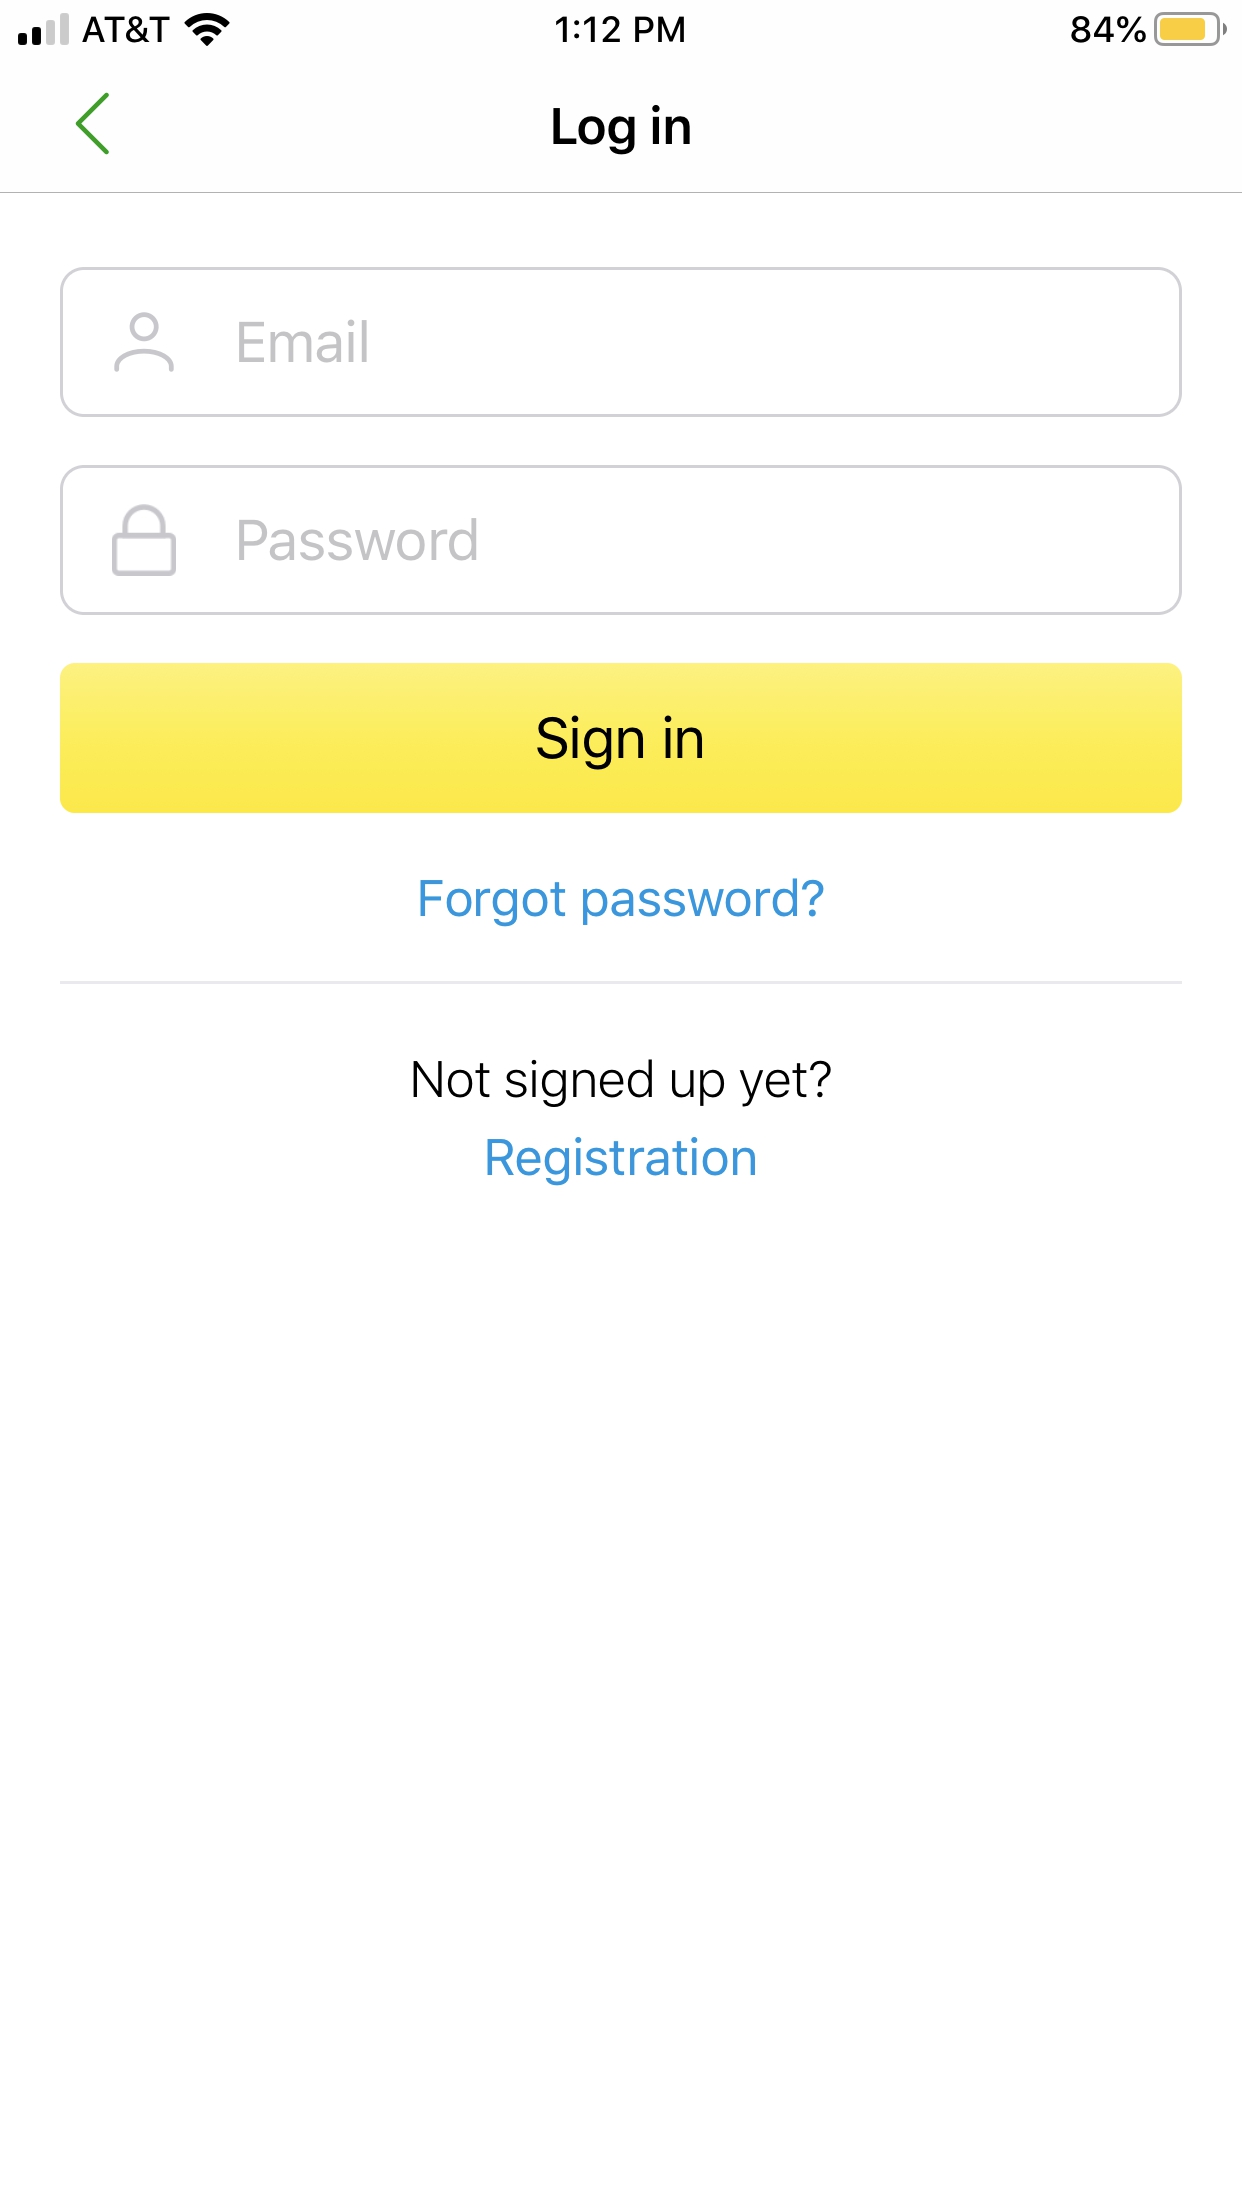 AT&T 1:12 PM 84%
Log in
Email
Password
Sign in
Forgot password?
Not signed up yet?
Registration